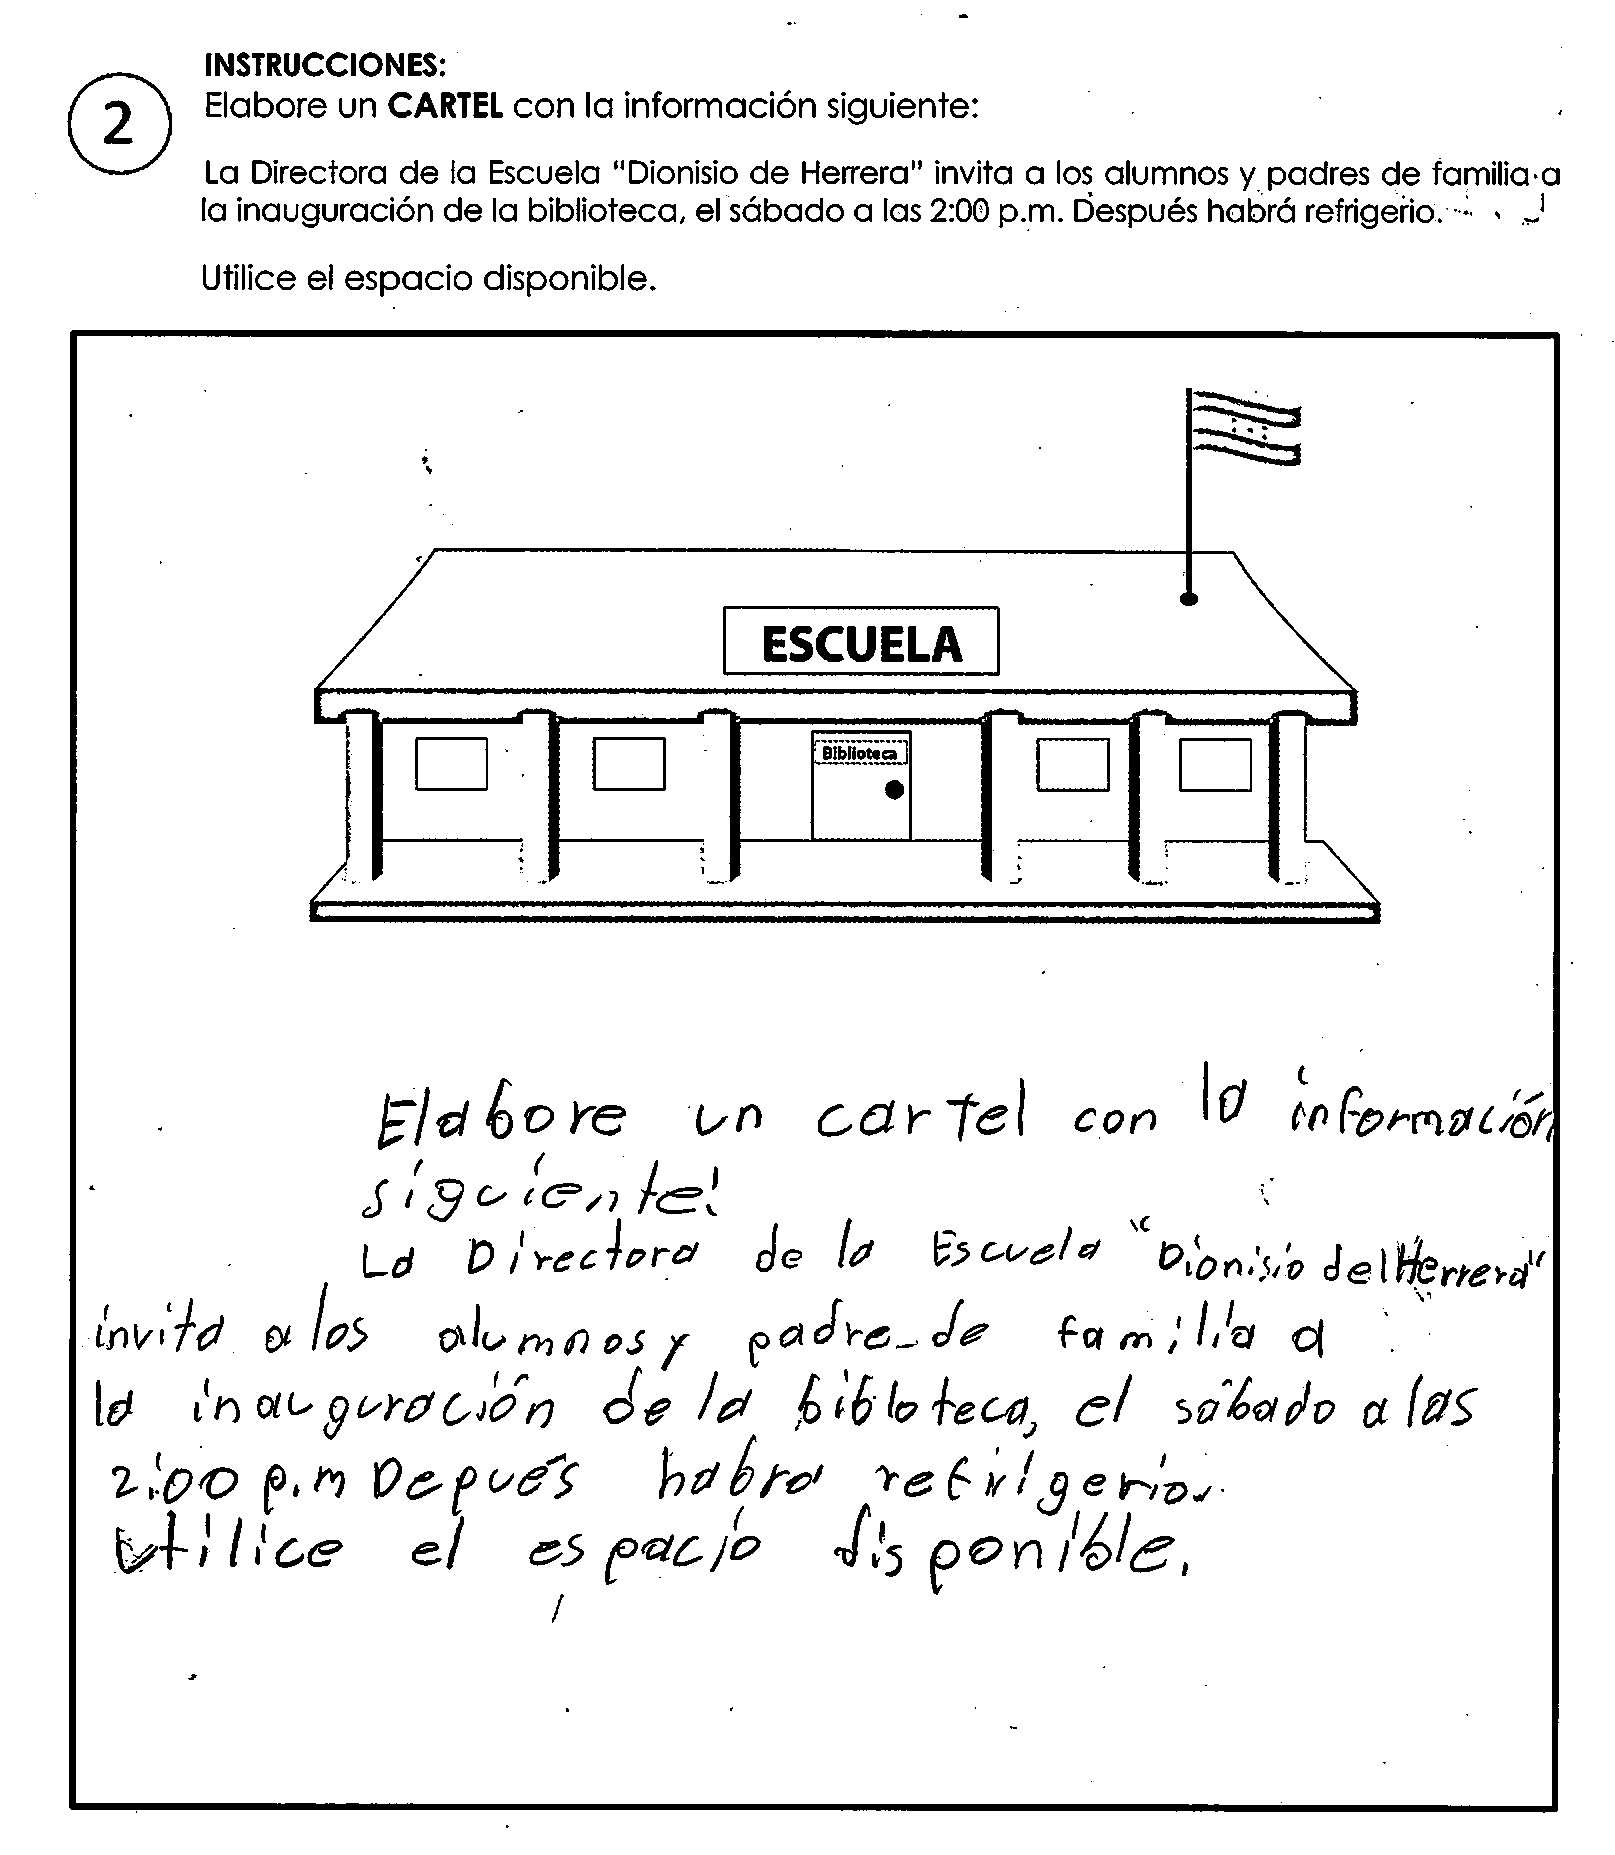 INSTRUCCIONES:
2
Elabore un CARTEL con la información siguiente:
La Directora de la Escuela "Dionisio de Herrera" invita a los alumnos y padres de familia a
la inauguración de la biblioteca, el sábado a las 2:00 p.m. Después habrá refrigerio.
Utilice el espacio disponible.
ESCUELA
Biblioteca
Elabore un cartel con la información
siguiente:
La Directora de la Escuela "Dionisio del Herrera"
invita a los alumnos y padre de familia a
la inauguración de la bibloteca, el sábado a las
2:00 p.m Depués habra refirigerio.
Utilice el espacio disponible.